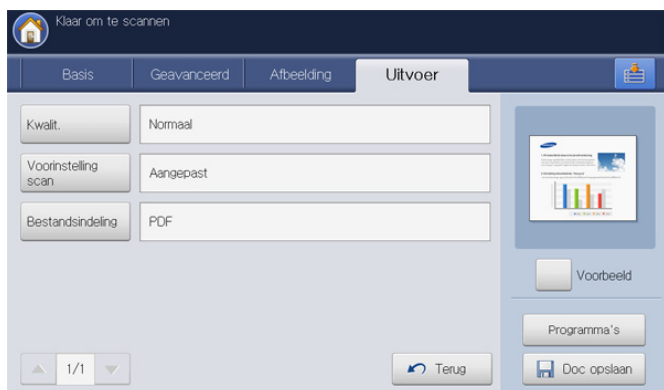 Klaar om te scannen
Basis
Geavanceerd
Afbeelding
Uitvoer
Kwalit.
Normaal
Voorinstelling
scan
Aangepast
Bestandsindeling
PDF
Voorbeeld
Programma's
1/1
Terug
Doc opslaan